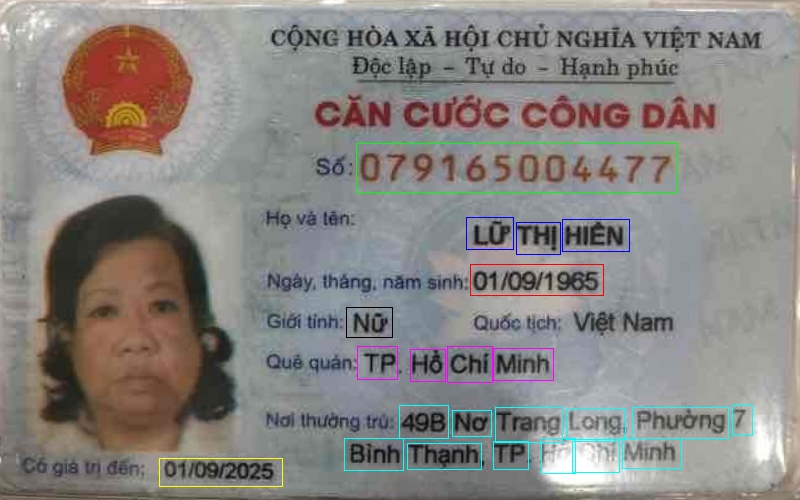 CỘNG HÒA XÃ HỘI CHỦ NGHĨA VIỆT NAM
Độc lập - Tự do - Hạnh phúc
CĂN CƯỚC CÔNG DÂN
Số: 079165004477
Họ và tên:
LỮ THỊ HIỀN
Ngày, tháng, năm sinh: 01/09/1965
Giới tính: Nữ Quốc tịch: Việt Nam
Quê quán: TP. Hồ Chí Minh
Nơi thường trú: 49B Nơ Trang Long, Phường 7
Bình Thạnh, TP. Hồ Chí Minh
Có giá trị đến: 01/09/2025